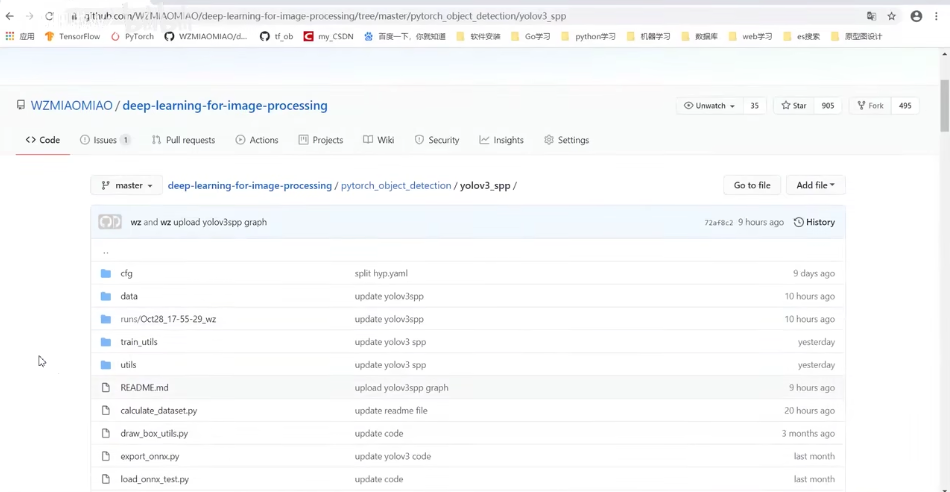 github.com/WZMIAOMIAO/deep-learning-for-image-processing/tree/master/pytorch_object_detection/yolov3_spp
应用 TensorFlow PyTorch WZMIAOMIAO/d... tf_ob my_CSDN 百度一下，你就知道 软件安装 Go学习 python学习 机器学习 数据库 web学习 es搜索 原型图设计
WZMIAOMIAO / deep-learning-for-image-processing Unwatch 35 Star 905 Fork 495
Code Issues 1 Pull requests Actions Projects Wiki Security Insights Settings
master deep-learning-for-image-processing / pytorch_object_detection / yolov3_spp / Go to file Add file
wz and wz upload yolov3spp graph 72af8c2 9 hours ago History
..
cfg split hyp.yaml 9 days ago
data update yolov3spp 10 hours ago
runs/Oct28_17-55-29_wz update yolov3spp 10 hours ago
train_utils update yolov3 spp yesterday
utils update yolov3 spp yesterday
README.md upload yolov3spp graph 9 hours ago
calculate_dataset.py update readme file 20 hours ago
draw_box_utils.py update code 3 months ago
export_onnx.py update yolov3 code last month
load_onnx_test.py update code last month